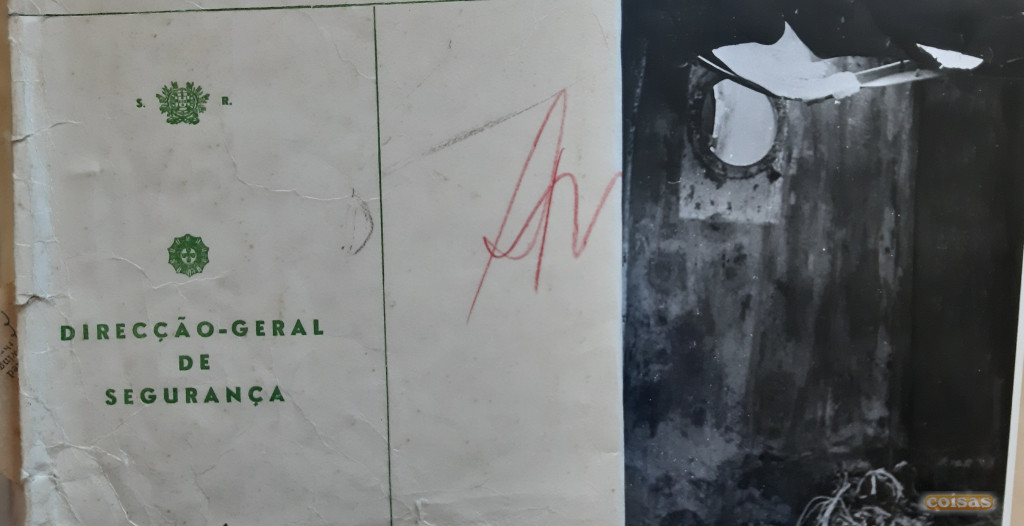 S. R.
DIRECÇÃO-GERAL
DE
SEGURANÇA
coisas